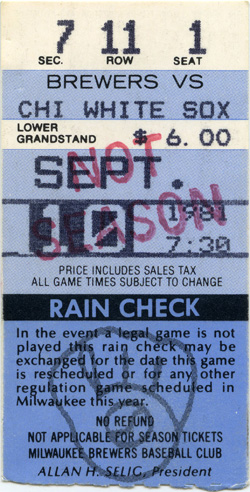 7 11 1
SEC. ROW SEAT
BREWERS VS
CHI WHITE SOX
LOWER
GRANDSTAND $ 6.00
SEPT.
NOT
SEASON
10 1981
7:30
PRICE INCLUDES SALES TAX
ALL GAME TIMES SUBJECT TO CHANGE
RAIN CHECK
In the event a legal game is not
played this rain check may be
exchanged for the date this game
is rescheduled or for any other
regulation game scheduled in
Milwaukee this year.
NO REFUND
NOT APPLICABLE FOR SEASON TICKETS
MILWAUKEE BREWERS BASEBALL CLUB
ALLAN H. SELIG, President